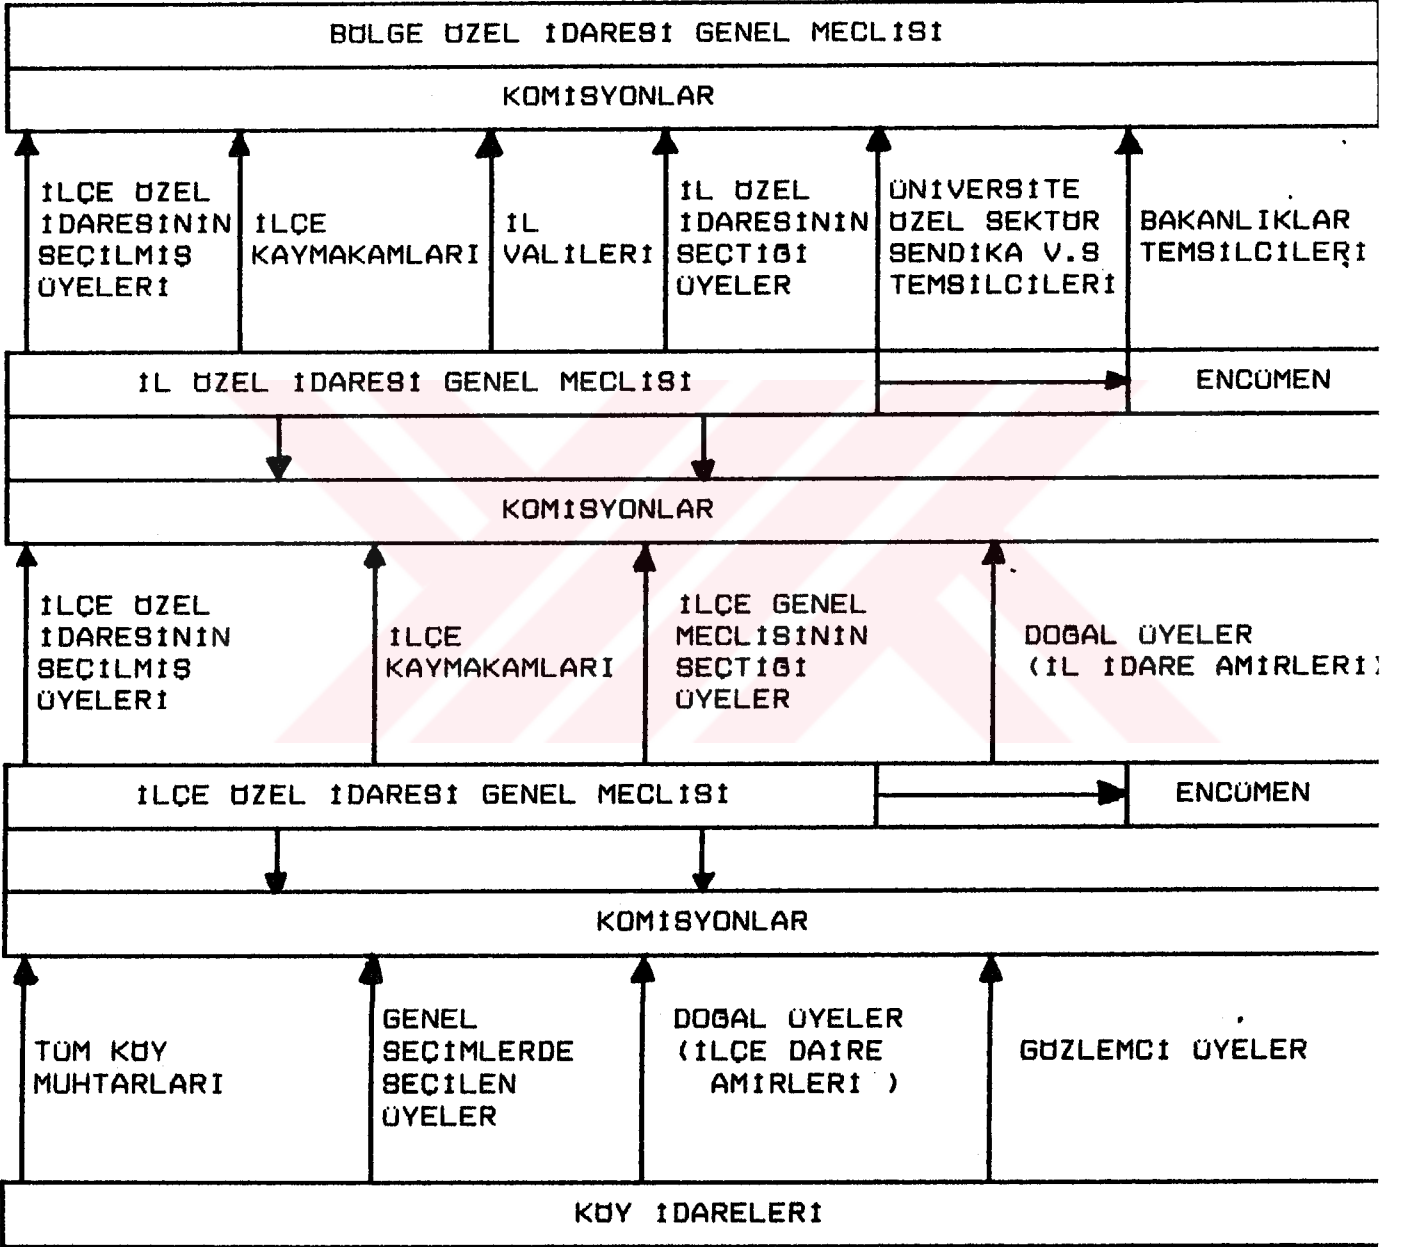 BÖLGE ÖZEL İDARESİ GENEL MECLİSİ
KOMİSYONLAR
İLÇE ÖZEL
İDARESİNİN
SEÇİLMİŞ
ÜYELERİ
İLÇE
KAYMAKAMLARI
İL
VALİLERİ
İL ÖZEL
İDARESİNİN
SEÇTİĞİ
ÜYELER
ÜNİVERSİTE
ÖZEL SEKTÖR
SENDİKA V.S
TEMSİLCİLERİ
BAKANLIKLAR
TEMSİLCİLERİ
İL ÖZEL İDARESİ GENEL MECLİSİ
ENCÜMEN
KOMİSYONLAR
İLÇE ÖZEL
İDARESİNİN
SEÇİLMİŞ
ÜYELERİ
İLÇE
KAYMAKAMLARI
İLÇE GENEL
MECLİSİNİN
SEÇTİĞİ
ÜYELER
DOĞAL ÜYELER
(İL İDARE AMİRLERİ)
İLÇE ÖZEL İDARESİ GENEL MECLİSİ
ENCÜMEN
KOMİSYONLAR
TÜM KÖY
MUHTARLARI
GENEL
SEÇİMLERDE
SEÇİLEN
ÜYELER
DOĞAL ÜYELER
(İLÇE DAİRE
AMİRLERİ )
GÖZLEMCİ ÜYELER
KÖY İDARELERİ